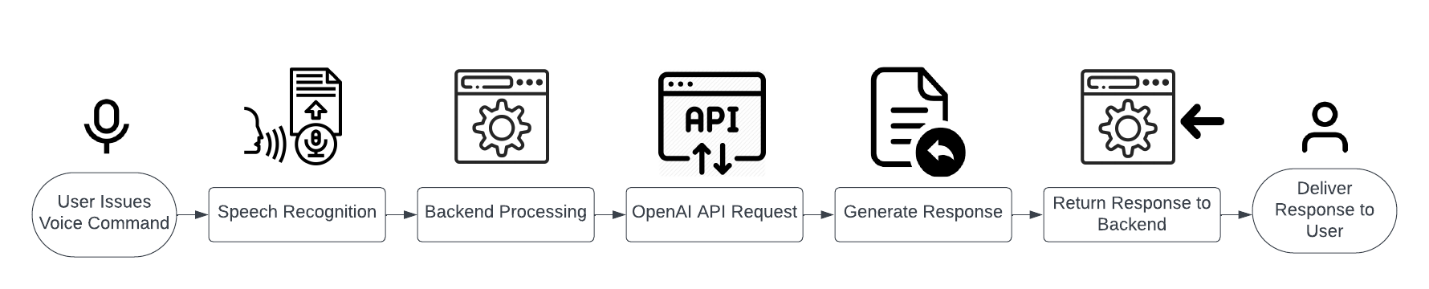 API
User Issues
Voice Command
Speech Recognition
Backend Processing
OpenAI API Request
Generate Response
Return Response to
Backend
Deliver
Response to
User